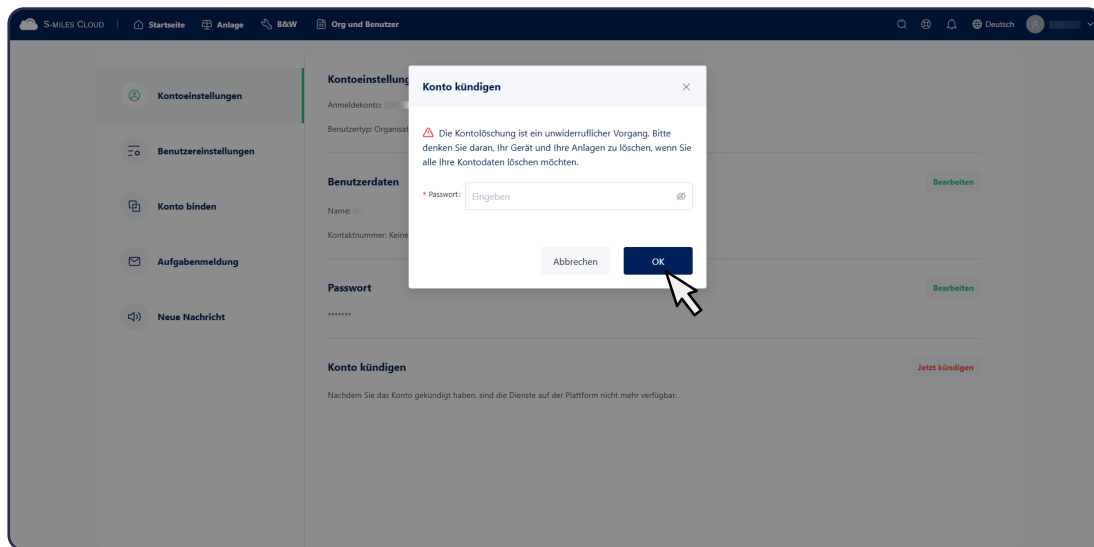 S-MILES CLOUD Startseite Anlage B&W Org und Benutzer Deutsch
Kontoeinstellungen
Benutzereinstellungen
Konto binden
Aufgabenmeldung
Neue Nachricht
Kontoeinstellung
Anmeldekonto:
Benutzertyp: Organisat
Benutzerdaten Bearbeiten
Name:
Kontaktnummer: Keine
Passwort Bearbeiten
*******
Konto kündigen Jetzt kündigen
Nachdem Sie das Konto gekündigt haben, sind die Dienste auf der Plattform nicht mehr verfügbar.
Konto kündigen
Die Kontolöschung ist ein unwiderruflicher Vorgang. Bitte
denken Sie daran, Ihr Gerät und Ihre Anlagen zu löschen, wenn Sie
alle Ihre Kontodaten löschen möchten.
* Passwort: Eingeben
Abbrechen OK